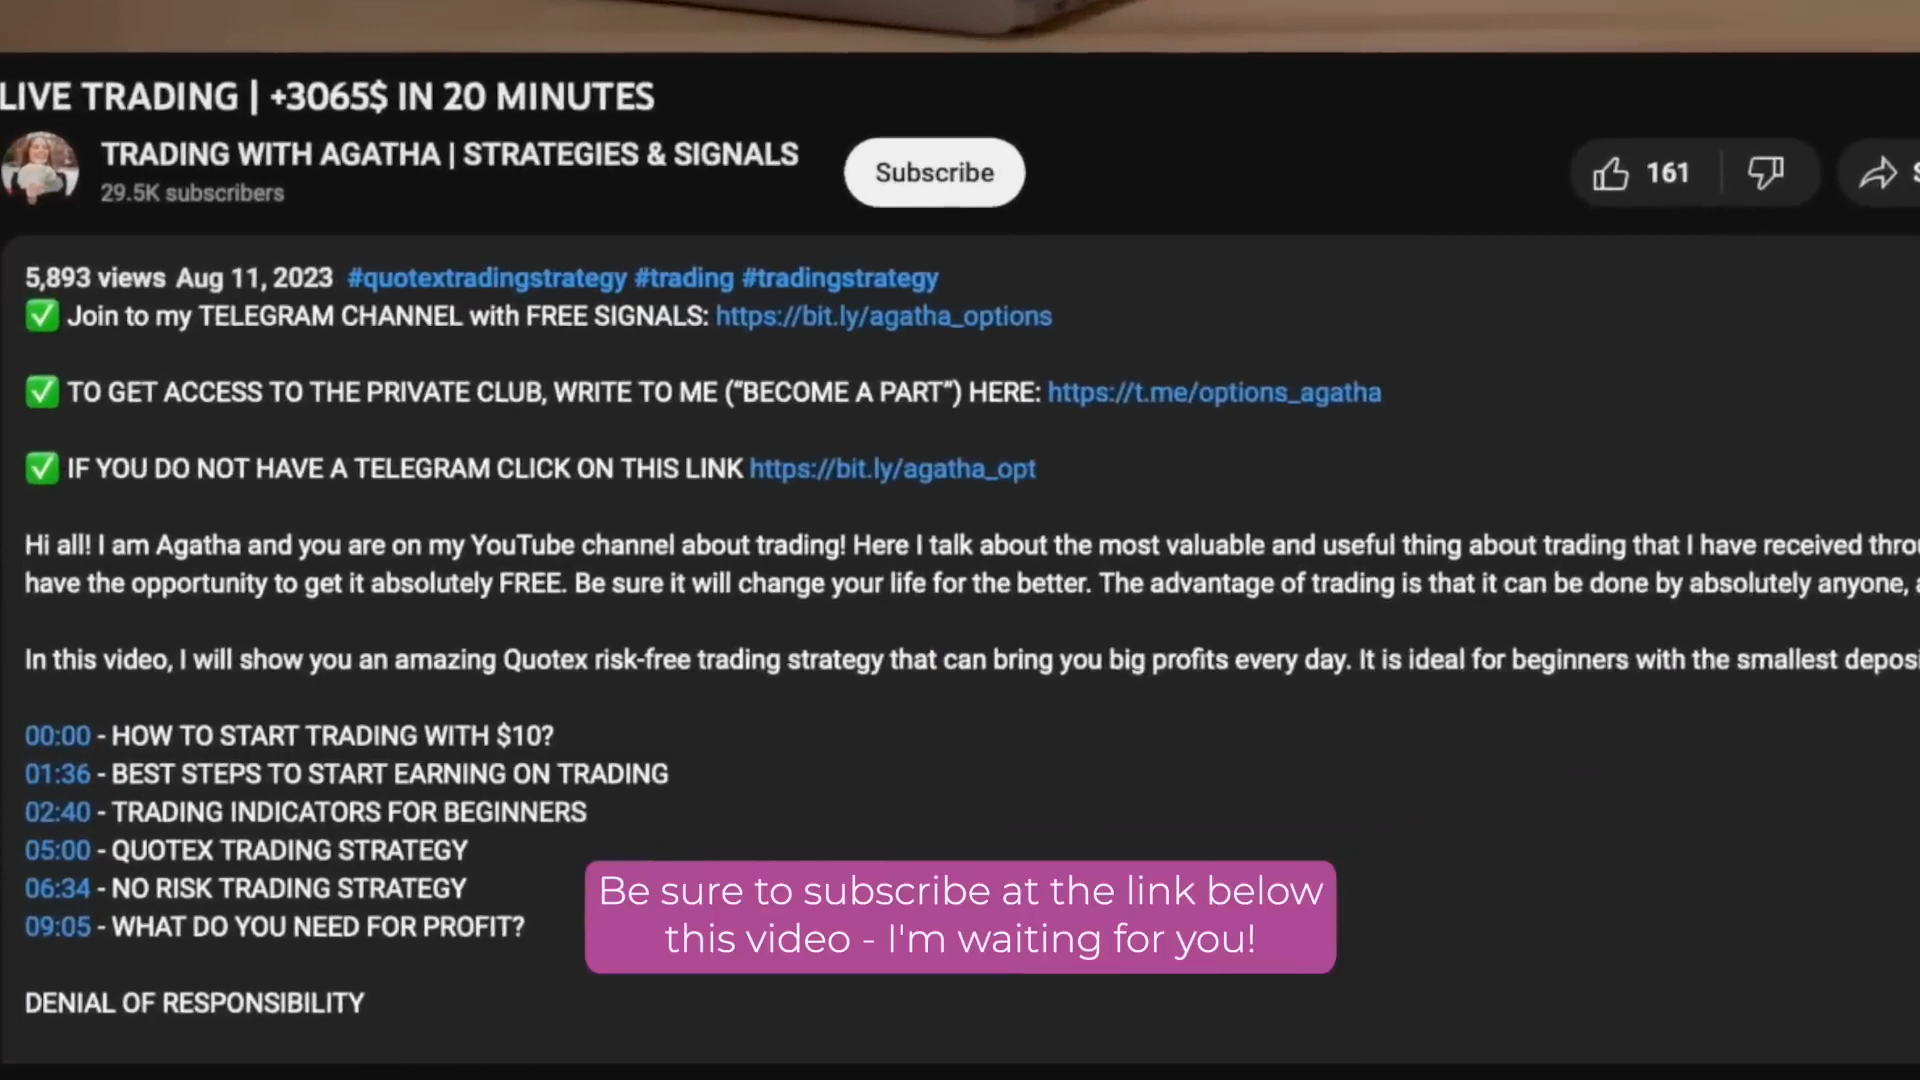 LIVE TRADING | +3065$ IN 20 MINUTES
TRADING WITH AGATHA | STRATEGIES & SIGNALS
29.5K subscribers
Subscribe
161
5,893 views Aug 11, 2023 #quotextradingstrategy #trading #tradingstrategy
✅ Join to my TELEGRAM CHANNEL with FREE SIGNALS: https://bit.ly/agatha_options
✅ TO GET ACCESS TO THE PRIVATE CLUB, WRITE TO ME (“BECOME A PART”) HERE: https://t.me/options_agatha
✅ IF YOU DO NOT HAVE A TELEGRAM CLICK ON THIS LINK https://bit.ly/agatha_opt
Hi all! I am Agatha and you are on my YouTube channel about trading! Here I talk about the most valuable and useful thing about trading that I have received
have the opportunity to get it absolutely FREE. Be sure it will change your life for the better. The advantage of trading is that it can be done by absolutely anyone,
In this video, I will show you an amazing Quotex risk-free trading strategy that can bring you big profits every day. It is ideal for beginners with the smallest
00:00 - HOW TO START TRADING WITH $10?
01:36 - BEST STEPS TO START EARNING ON TRADING
02:40 - TRADING INDICATORS FOR BEGINNERS
05:00 - QUOTEX TRADING STRATEGY
06:34 - NO RISK TRADING STRATEGY
09:05 - WHAT DO YOU NEED FOR PROFIT?
Be sure to subscribe at the link below
this video - I'm waiting for you!
DENIAL OF RESPONSIBILITY